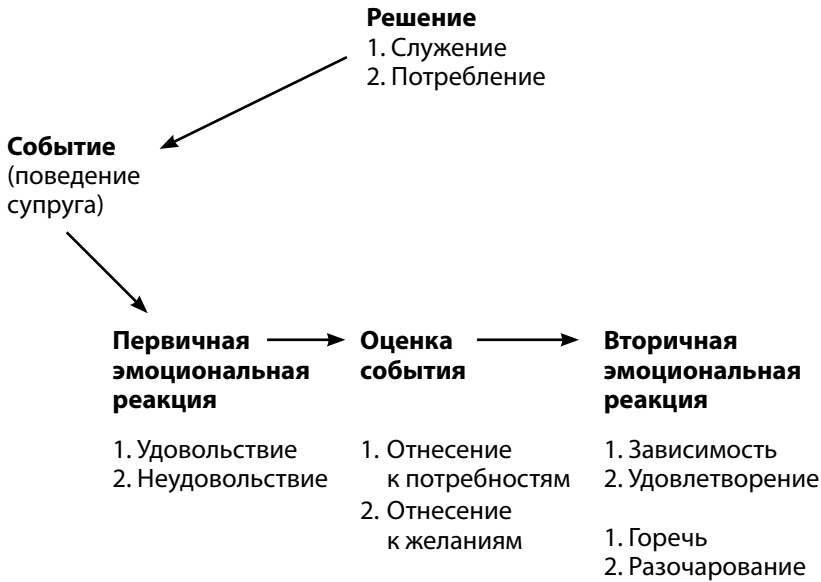 Решение
1. Служение
2. Потребление
Событие
(поведение
супруга)
Первичная
эмоциональная
реакция
1. Удовольствие
2. Неудовольствие
Оценка
события
1. Отнесение
к потребностям
2. Отнесение
к желаниям
Вторичная
эмоциональная
реакция
1. Зависимость
2. Удовлетворение
1. Горечь
2. Разочарование